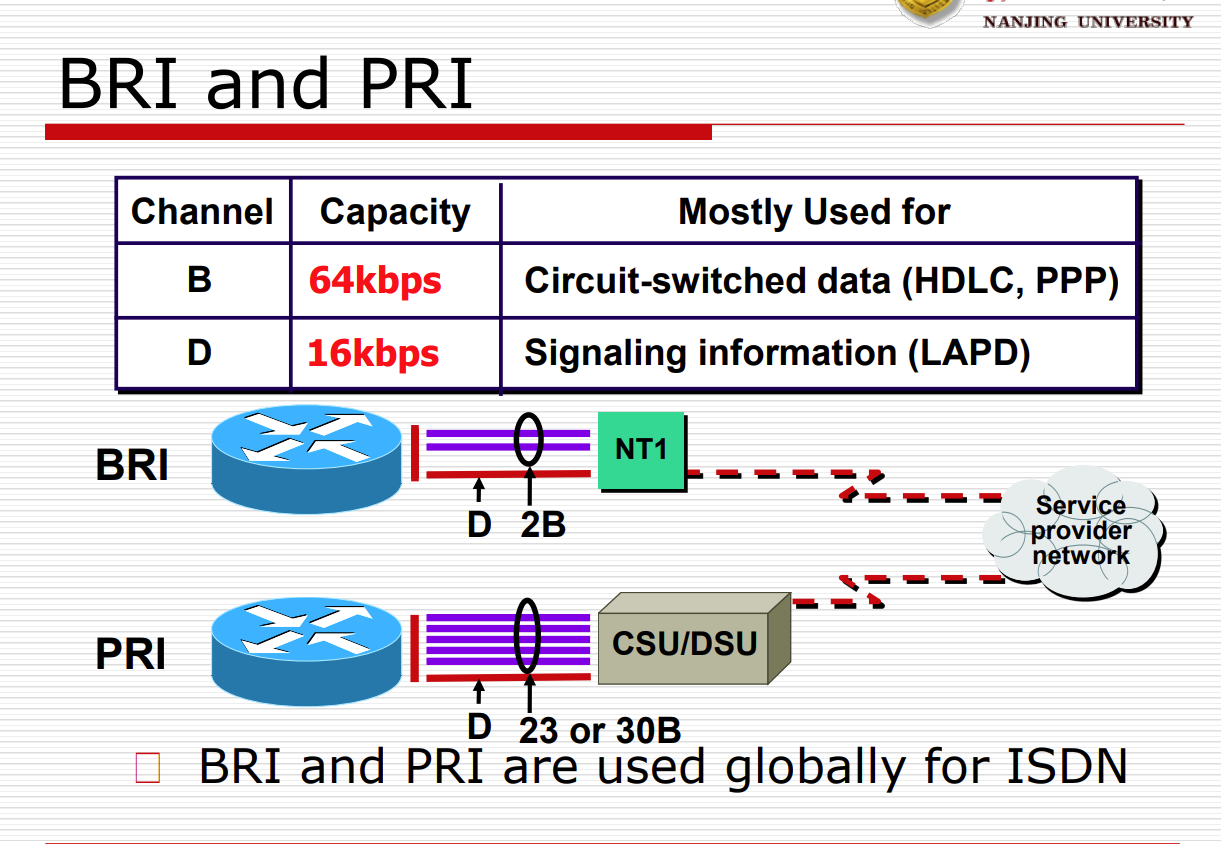 NANJING UNIVERSITY
BRI and PRI
Channel Capacity Mostly Used for
B 64kbps Circuit-switched data (HDLC, PPP)
D 16kbps Signaling information (LAPD)
BRI
NT1
D 2B
Service
provider
network
PRI
CSU/DSU
D 23 or 30B
BRI and PRI are used globally for ISDN